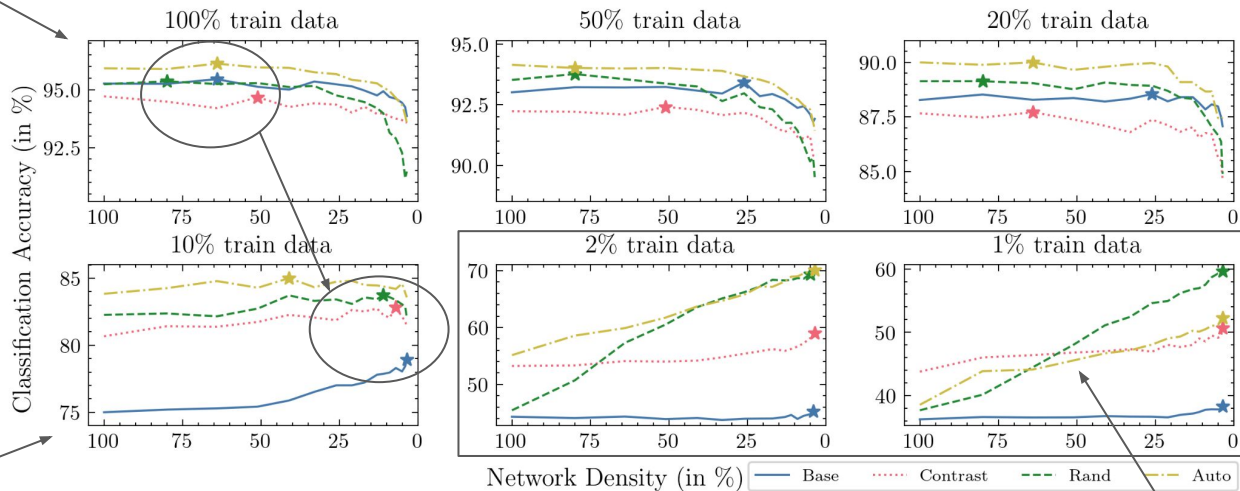 100% train data
50% train data
20% train data
95.0
92.5
100 75 50 25 0
95.0
92.5
90.0
100 75 50 25 0
90.0
87.5
85.0
100 75 50 25 0
Classification Accuracy (in %)
10% train data
2% train data
1% train data
85
80
75
100 75 50 25 0
70
60
50
100 75 50 25 0
60
50
40
100 75 50 25 0
Network Density (in %)
Base Contrast Rand Auto